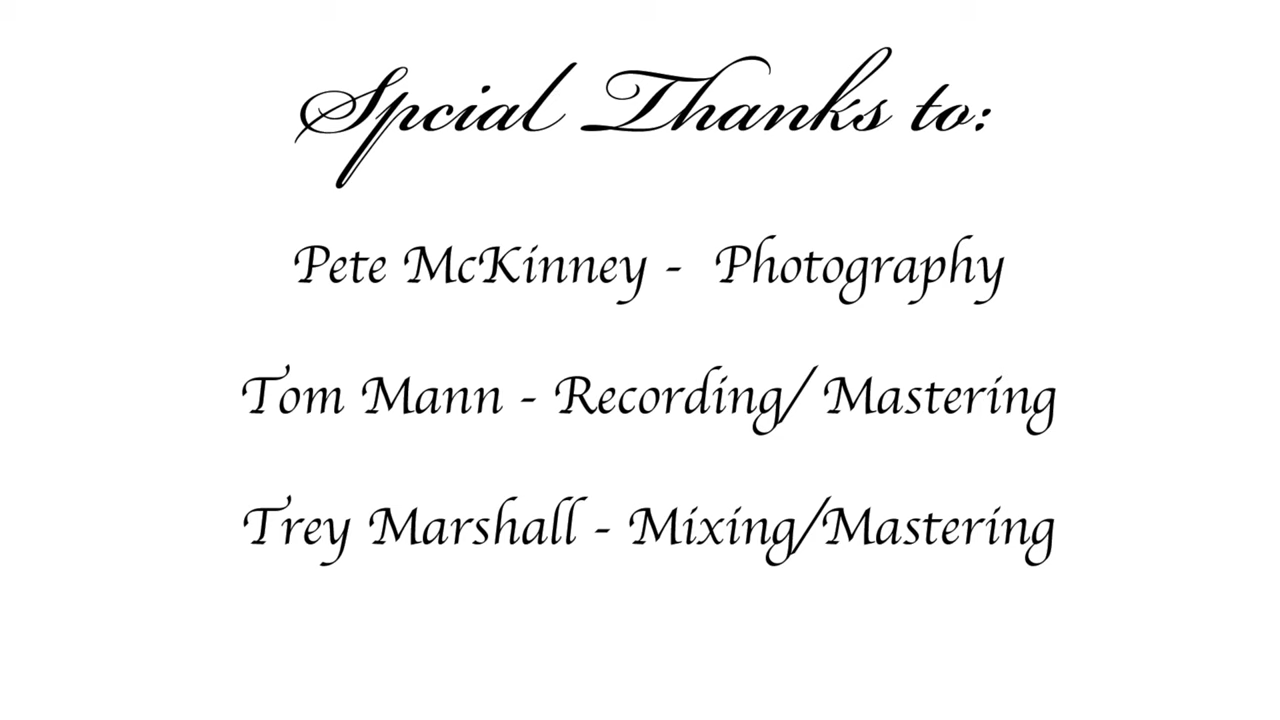 Spcial Thanks to:
Pete McKinney - Photography
Tom Mann - Recording/ Mastering
Trey Marshall - Mixing/Mastering